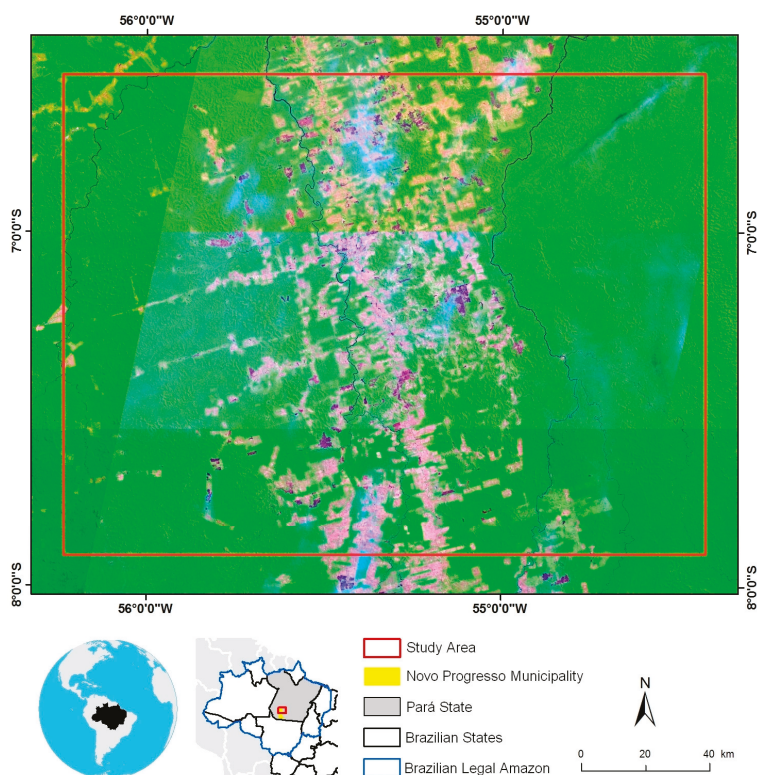 56°0'0"W 55°0'0"W
7°0'0"S 7°0'0"S
8°0'0"S 8°0'0"S
56°0'0"W 55°0'0"W
Study Area
Novo Progresso Municipality
Pará State
Brazilian States
Brazilian Legal Amazon
N
0 20 40 km